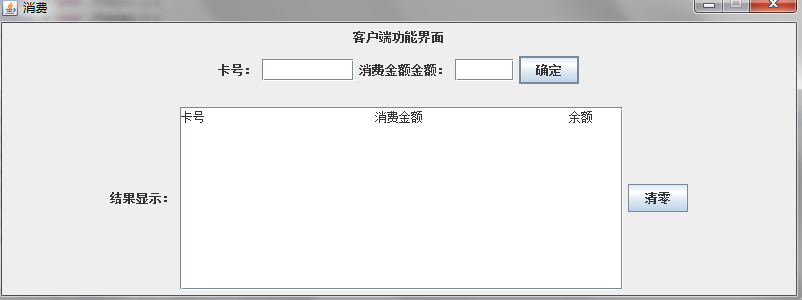 消费
客户端功能界面
卡号： 消费金额金额： 确定
卡号 消费金额 余额
结果显示： 清零